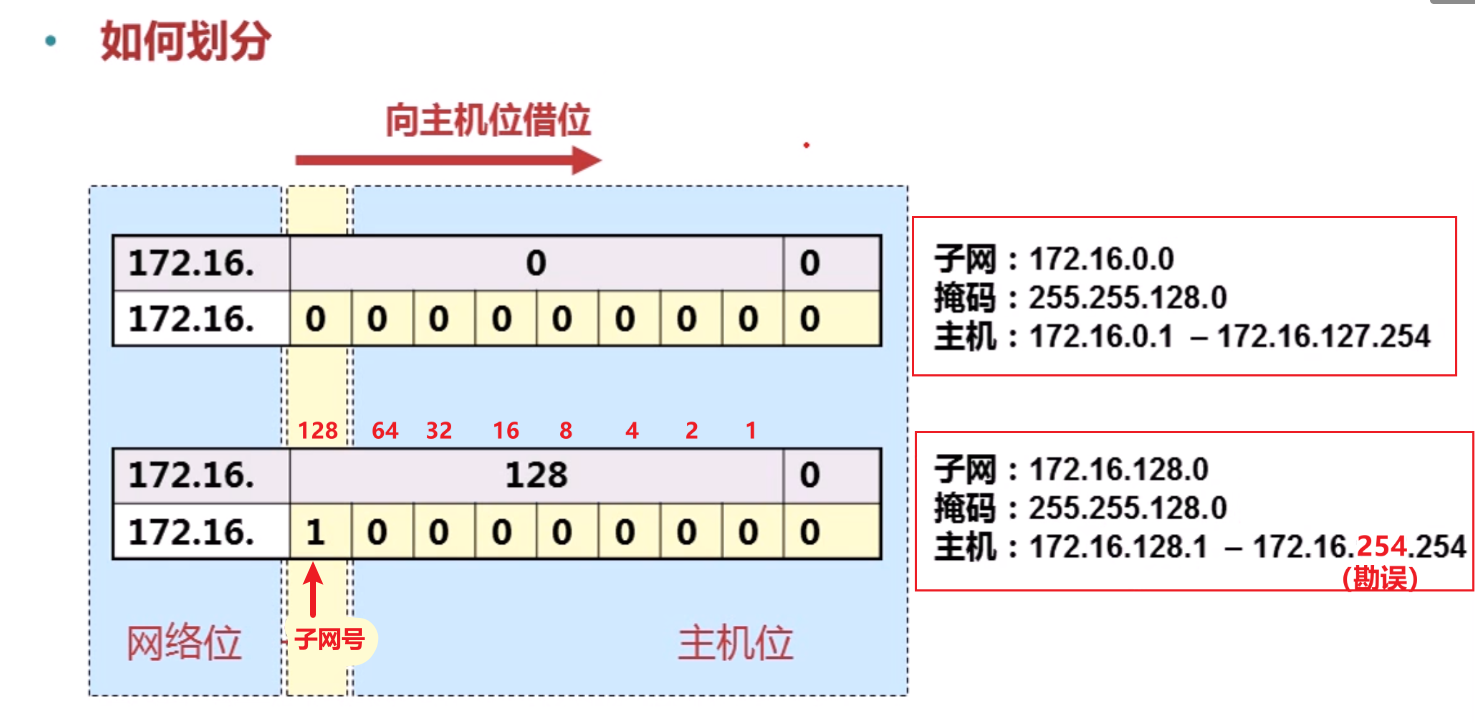 • 如何划分
向主机位借位
172.16. 0 0
172.16. 0 0 0 0 0 0 0 0 0
子网：172.16.0.0
掩码：255.255.128.0
主机：172.16.0.1 – 172.16.127.254
128 64 32 16 8 4 2 1
172.16. 128 0
172.16. 1 0 0 0 0 0 0 0 0
子网：172.16.128.0
掩码：255.255.128.0
主机：172.16.128.1 – 172.16.254.254
(勘误)
网络位 子网号 主机位